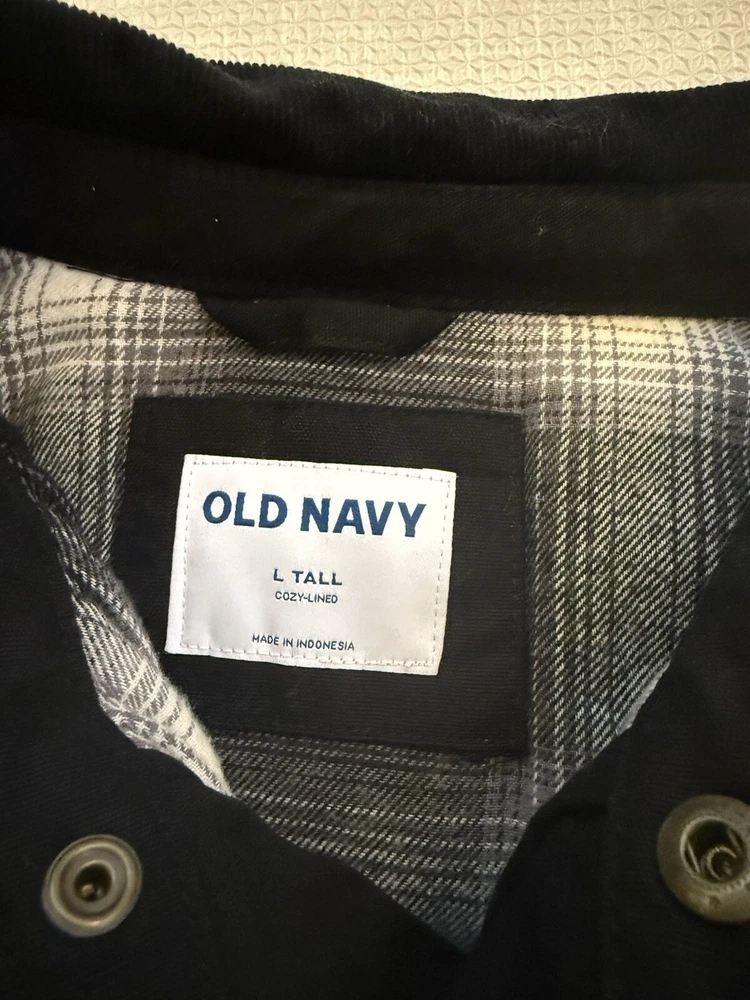 OLD NAVY
L TALL
COZY-LINED
MADE IN INDONESIA